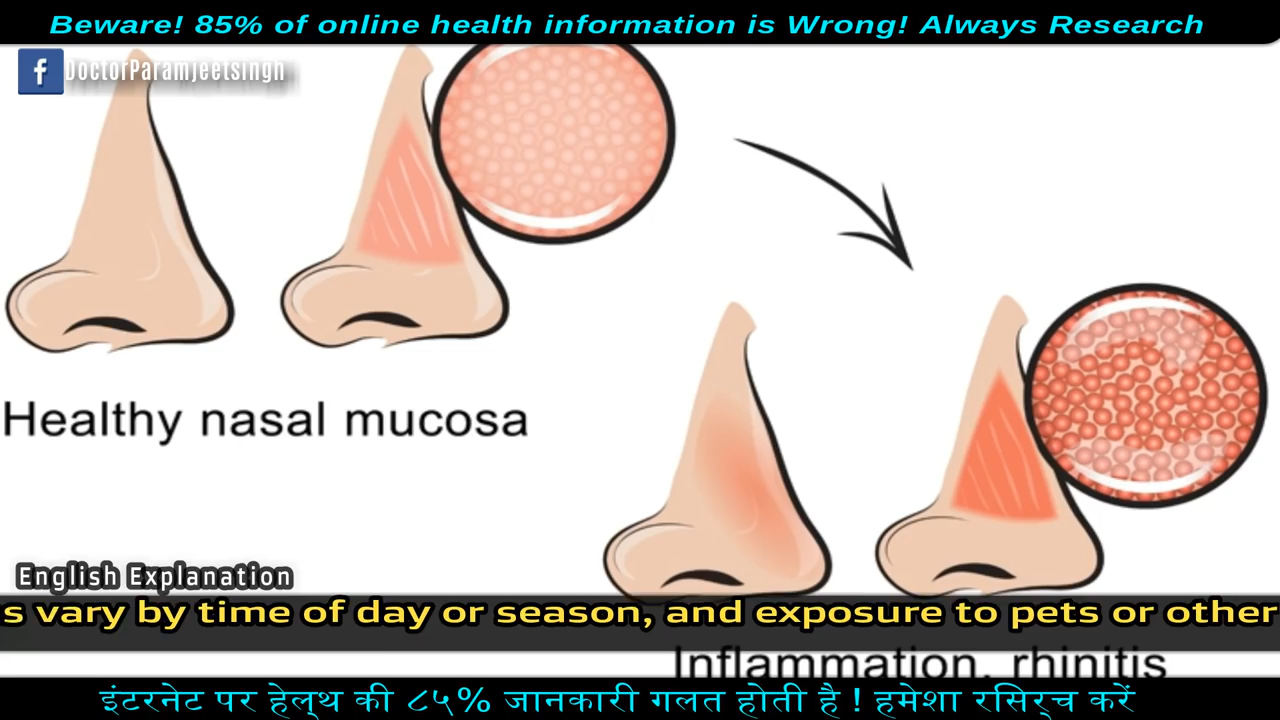 Beware! 85% of online health information is Wrong! Always Research
DoctorParamjeetsingh
Healthy nasal mucosa
English Explanation
s vary by time of day or season, and exposure to pets or other
Inflammation, rhinitis
इंटरनेट पर हेल्थ की ८५% जानकारी गलत होती है ! हमेशा रसिर्च करें